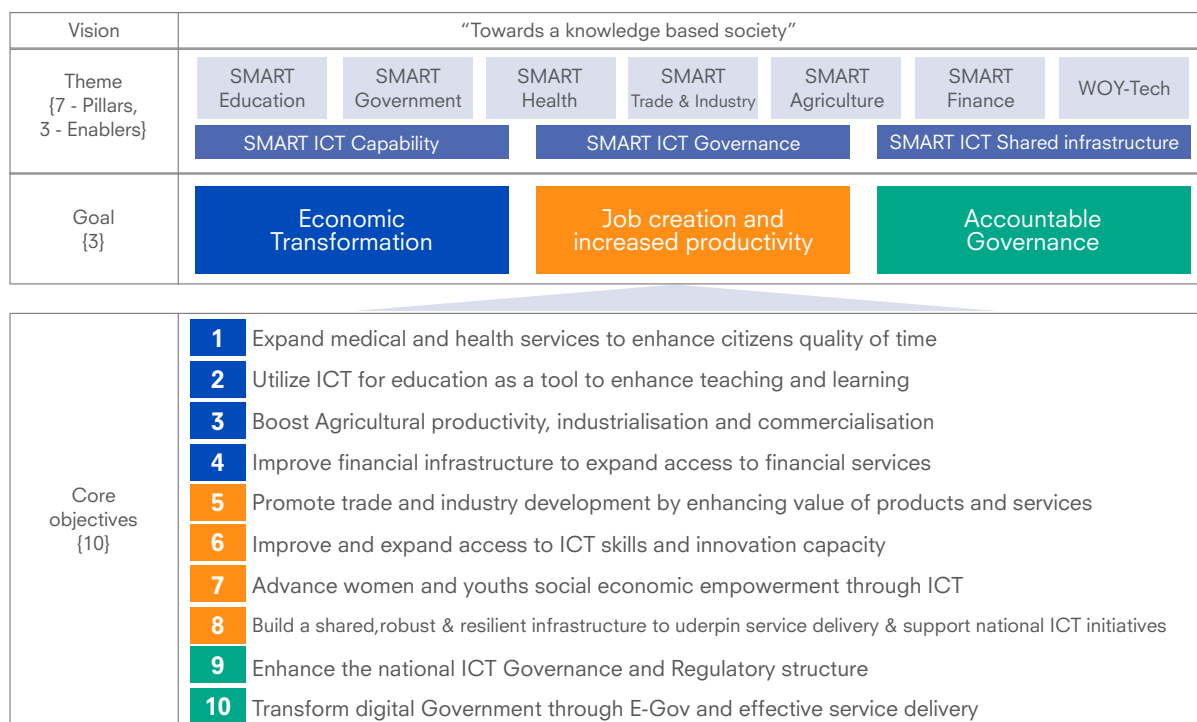 Vision
“Towards a knowledge based society”
Theme
{7 - Pillars,
3 - Enablers}
SMART
Education
SMART
Government
SMART
Health
SMART
Trade & Industry
SMART
Agriculture
SMART
Finance
WOY-Tech
SMART ICT Capability
SMART ICT Governance
SMART ICT Shared infrastructure
Goal
{3}
Economic
Transformation
Job creation and
increased productivity
Accountable
Governance
Core
objectives
{10}
1 Expand medical and health services to enhance citizens quality of time
2 Utilize ICT for education as a tool to enhance teaching and learning
3 Boost Agricultural productivity, industrialisation and commercialisation
4 Improve financial infrastructure to expand access to financial services
5 Promote trade and industry development by enhancing value of products and services
6 Improve and expand access to ICT skills and innovation capacity
7 Advance women and youths social economic empowerment through ICT
8 Build a shared,robust & resilient infrastructure to uderpin service delivery & support national ICT initiatives
9 Enhance the national ICT Governance and Regulatory structure
10 Transform digital Government through E-Gov and effective service delivery